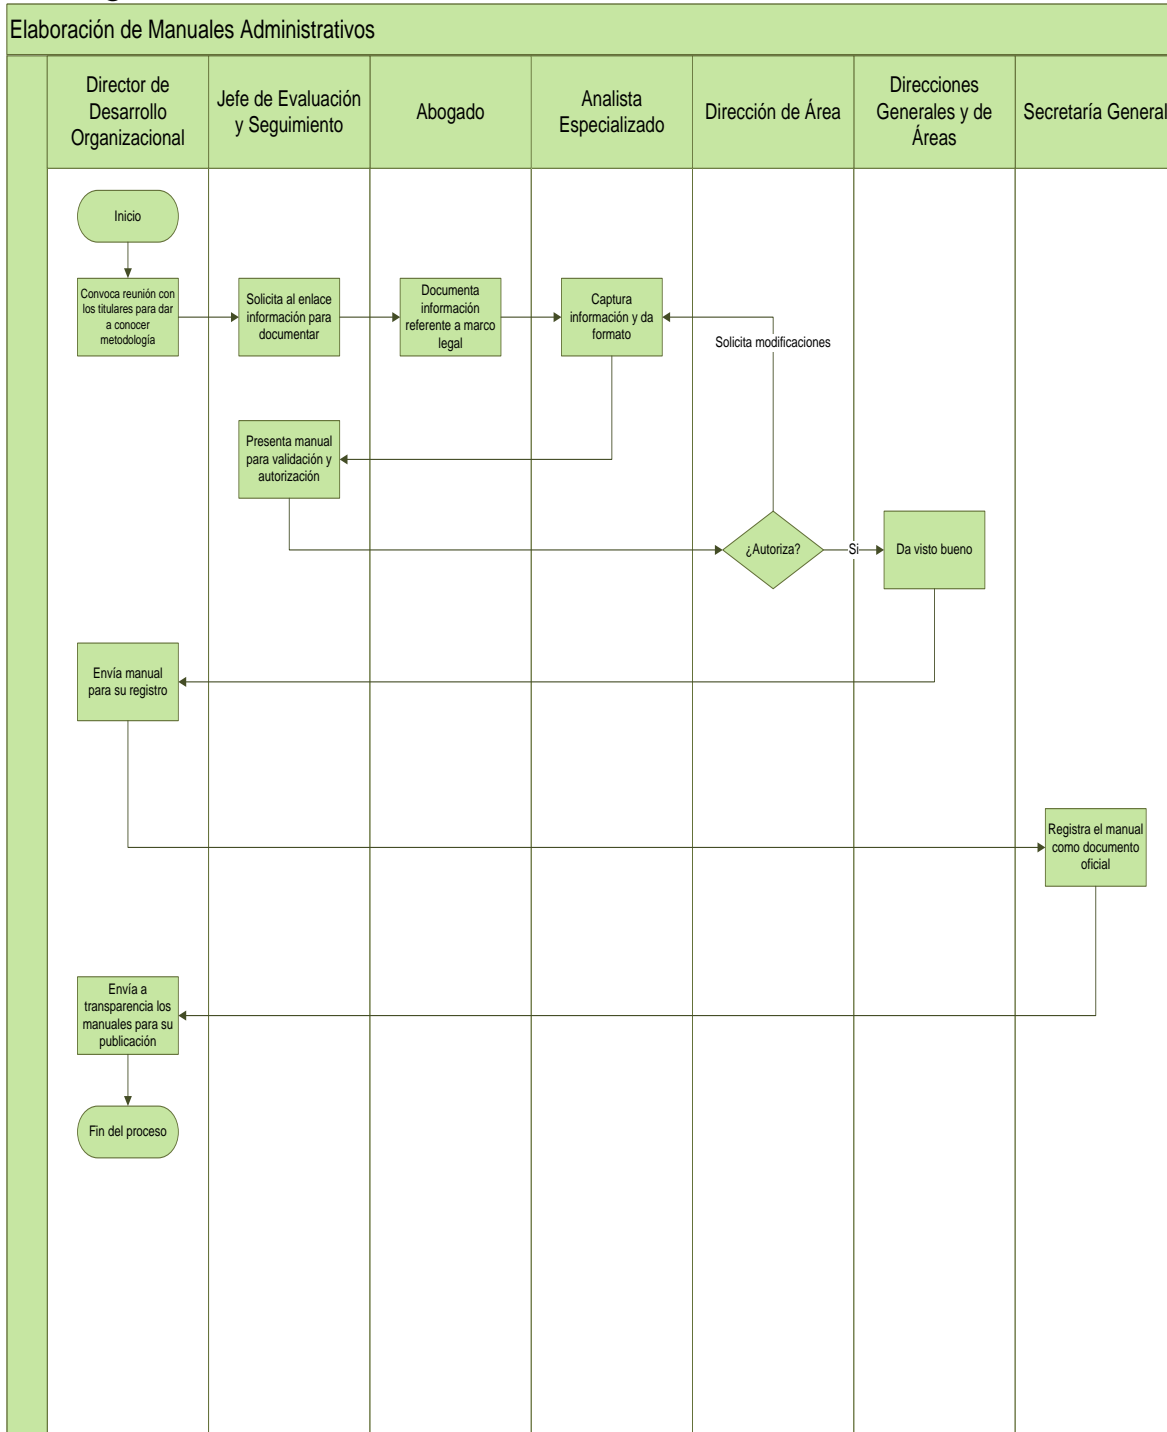 Elaboración de Manuales Administrativos
Director de
Desarrollo
Organizacional
Jefe de Evaluación
y Seguimiento
Abogado
Analista
Especializado
Dirección de Área
Direcciones
Generales y de
Áreas
Secretaría General
Inicio
Convoca reunión con
los titulares para dar
a conocer
metodología
Solicita al enlace
información para
documentar
Documenta
información
referente a marco
legal
Captura
información y da
formato
Solicita modificaciones
Presenta manual
para validación y
autorización
¿Autoriza?
Si
Da visto bueno
Envía manual
para su registro
Registra el manual
como documento
oficial
Envía a
transparencia los
manuales para su
publicación
Fin del proceso